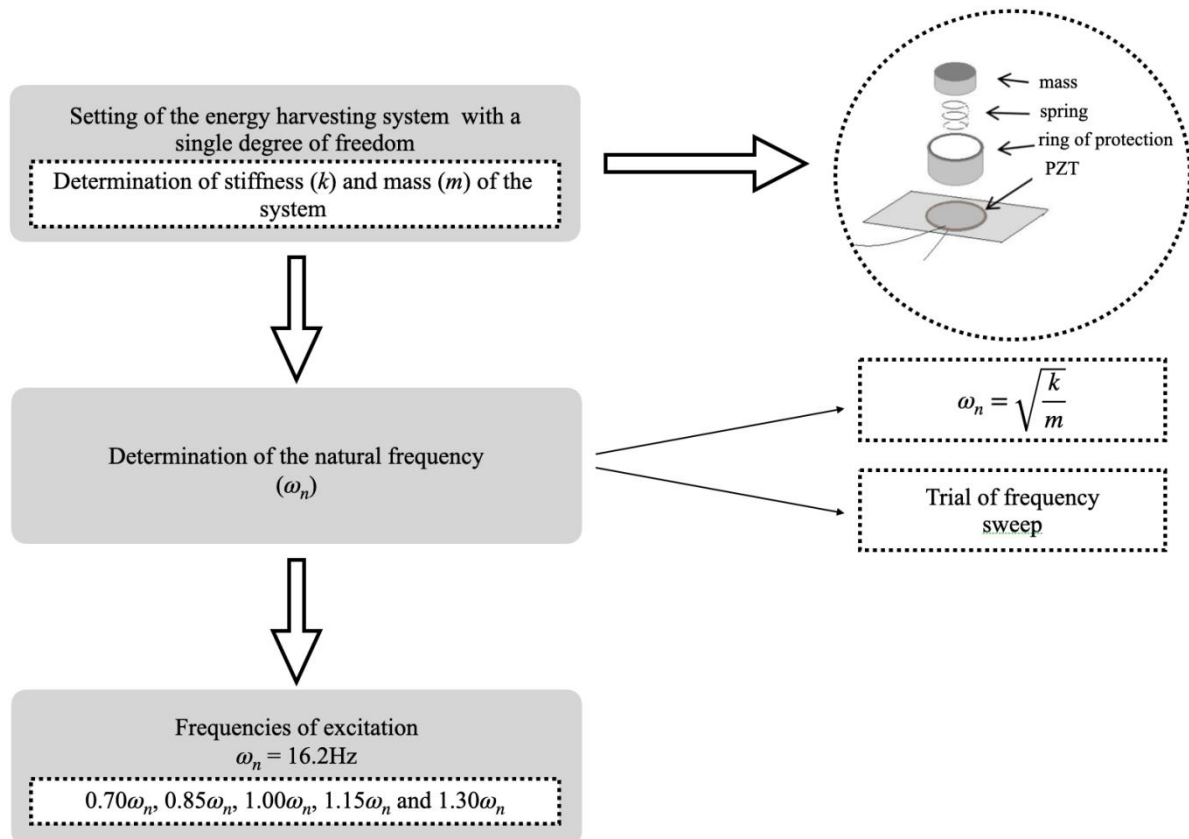 Setting of the energy harvesting system with a
single degree of freedom
Determination of stiffness (k) and mass (m) of the
system
mass
spring
ring of protection
PZT
Determination of the natural frequency
(ωₙ)
ωₙ = √(k/m)
Trial of frequency
sweep
Frequencies of excitation
ωₙ = 16.2Hz
0.70ωₙ, 0.85ωₙ, 1.00ωₙ, 1.15ωₙ and 1.30ωₙ